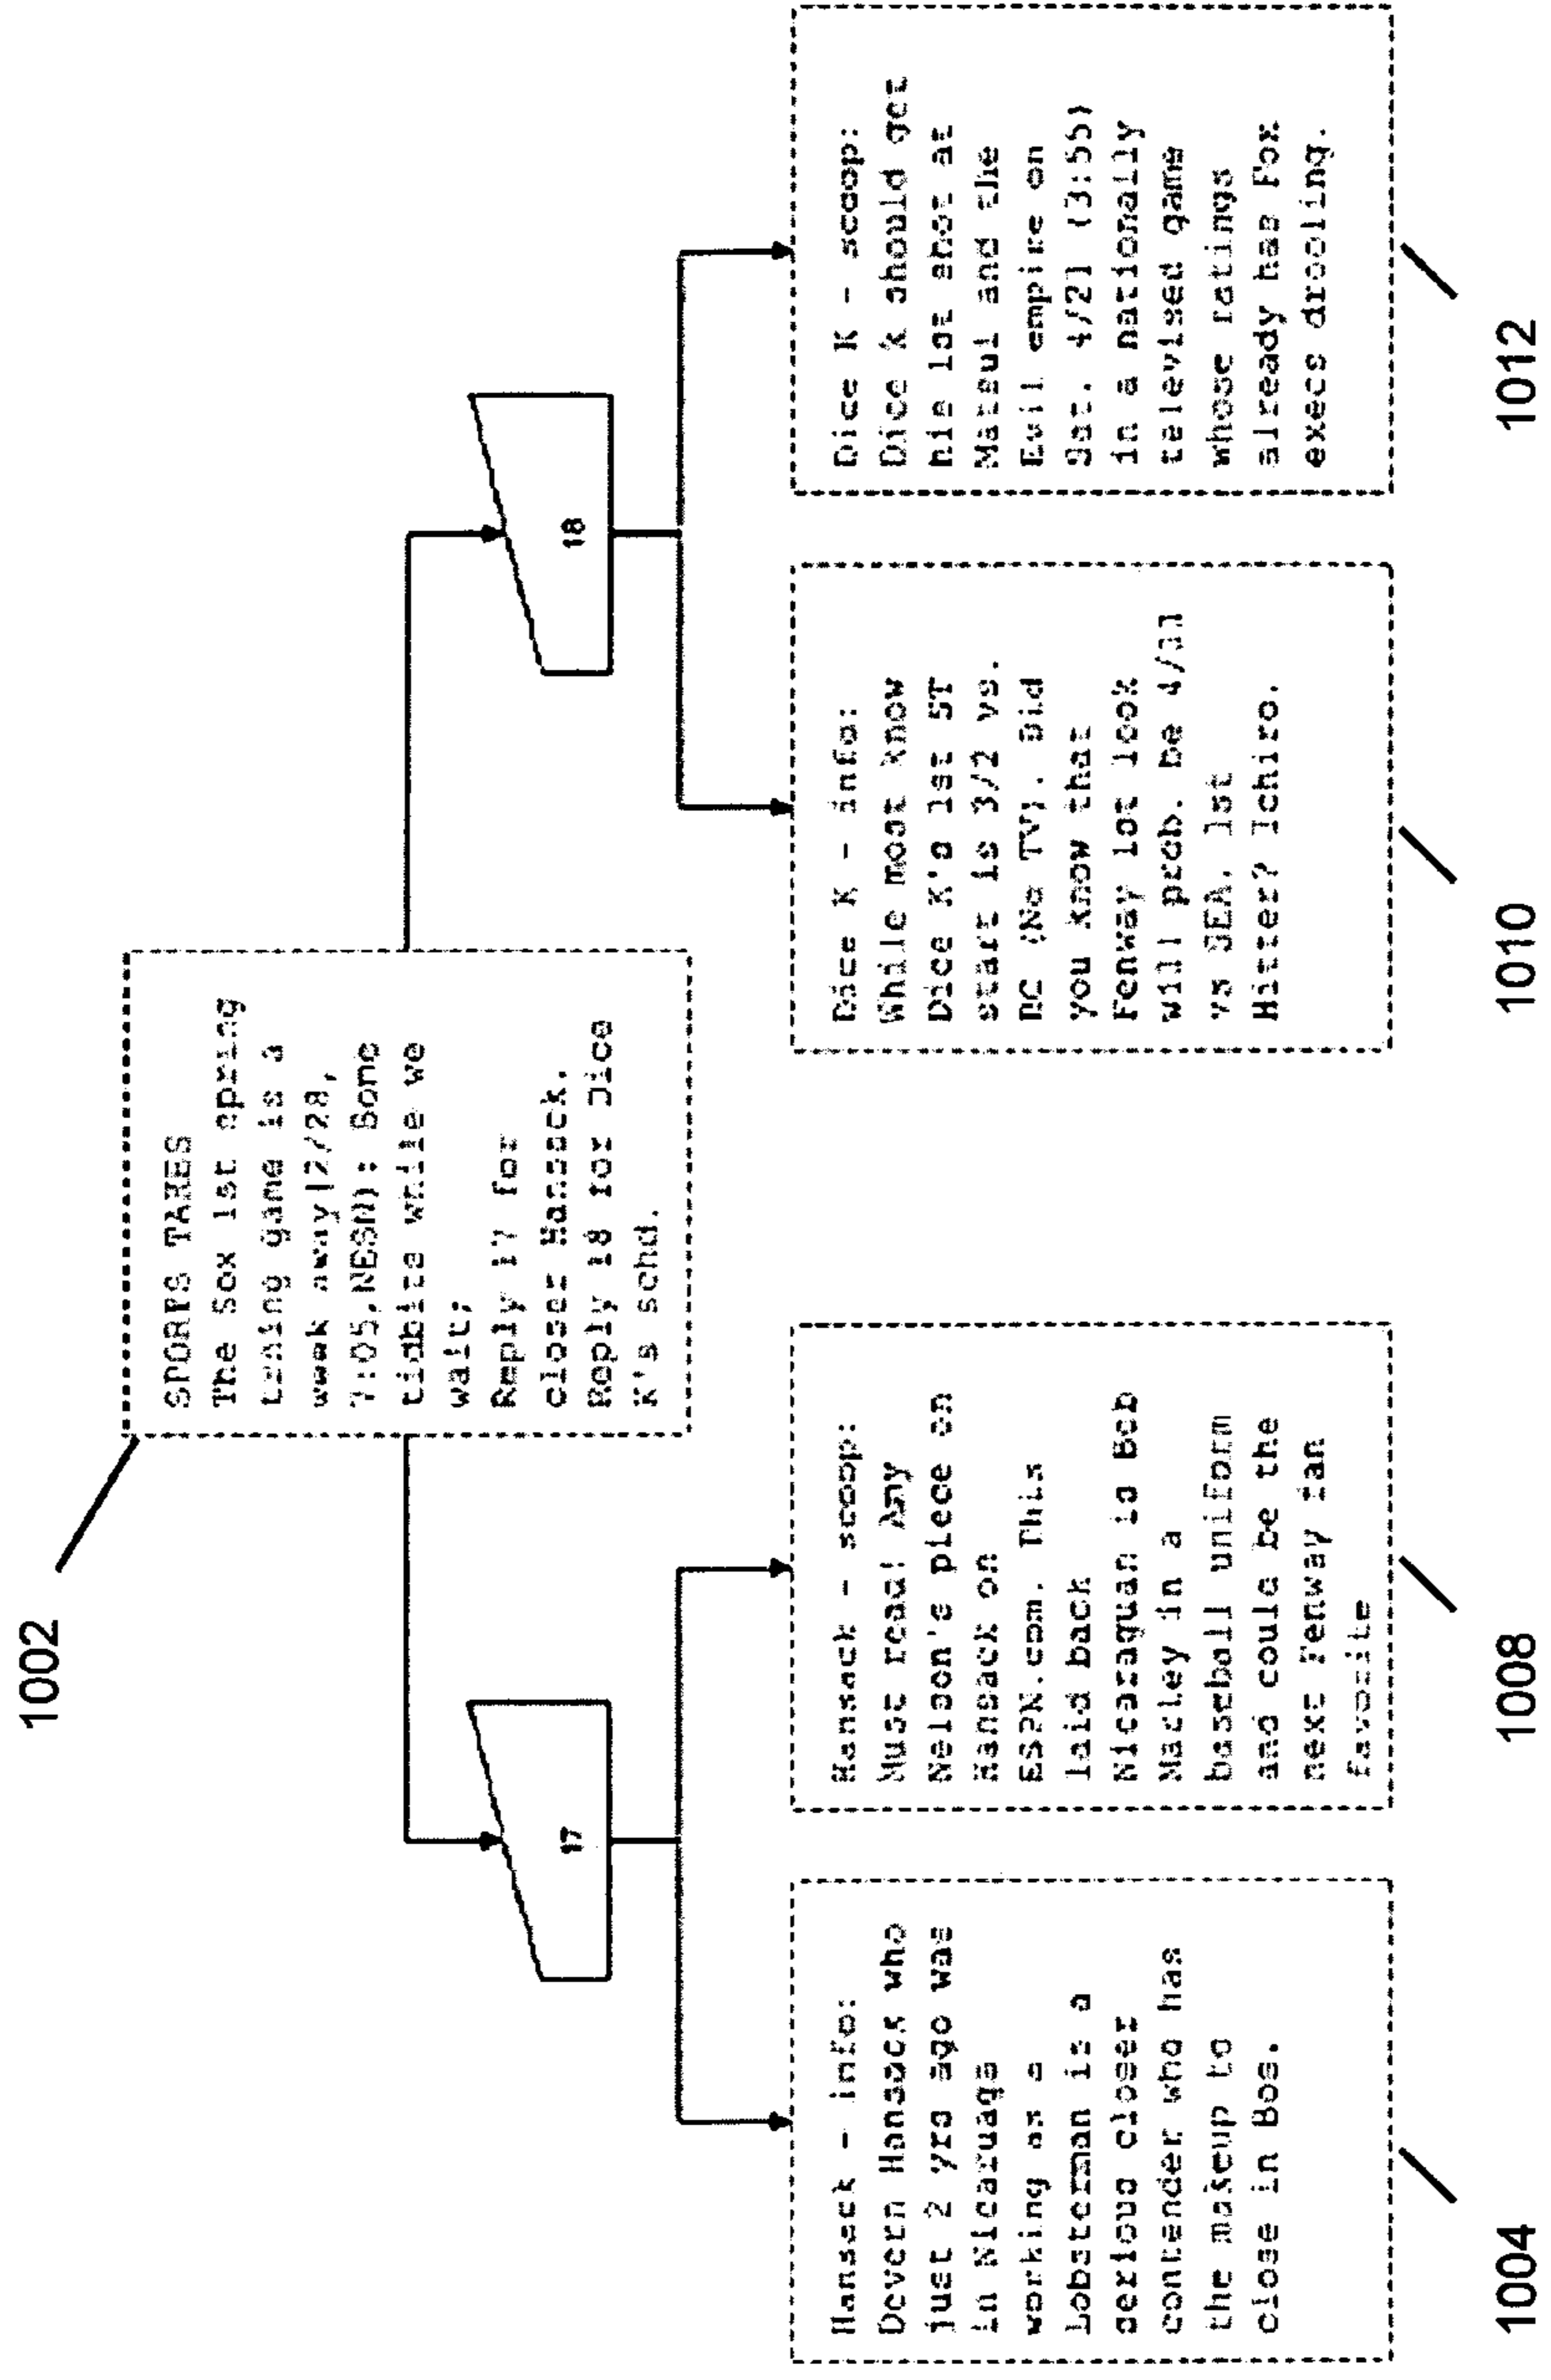 1002
SPORTS TAKES
The Sox 1st spring
traning game is a
week away(2/28,
7:05,NESN): Some
tidbits while we
wait;
Reply 17 for
closer Hansack.
Reply 18 for Dice
K's schd.
17
18
Hansack - info:
Devern Hansack who
just 2 yrs ago was
in Nicaruaga
working as a
Lobsterman is a
serious closer
contender who has
the makeup to
close in Bos.
1004
Hansack - scoop:
Must read! Amy
Nelson's piece on
Hansack on
ESPN.com. This
laid back
Nicaraguan is Bob
Marley in a
baseball uniform
and could be the
next Fenway fan
favorite
1008
Dice K - info:
While most know
Dice K's 1st ST
start is 3/2 vs.
BC (No TV). Did
you know that
Fenway 1st look
will prob. be 4/11
vs SEA. 1st
Hitter? Ichiro.
1010
Dice K - scoop:
Dice K should get
his 1st shot at
Matsui and the
Evil empire on
Sat. 4/21 (3:55)
in a nationally
televised game
whose ratings
already has Fox
execs drooling.
1012